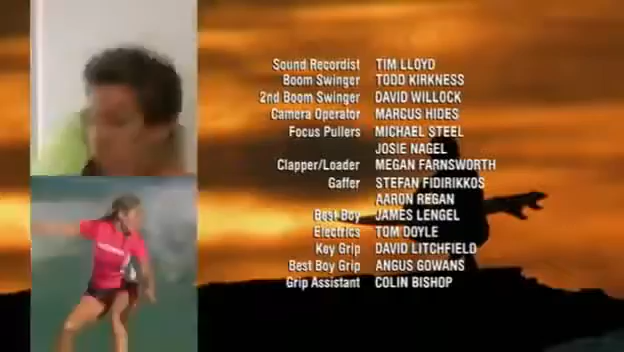 Sound Recordist TIM LLOYD
Boom Swinger TODD KIRKNESS
2nd Boom Swinger DAVID WILLOCK
Camera Operator MARCUS HIDES
Focus Pullers MICHAEL STEEL
JOSIE NAGEL
Clapper/Loader MEGAN FARNSWORTH
Gaffer STEFAN FIDIRIKKOS
AARON REGAN
Best Boy JAMES LENGEL
Electrics TOM DOYLE
Key Grip DAVID LITCHFIELD
Best Boy Grip ANGUS GOWANS
Grip Assistant COLIN BISHOP